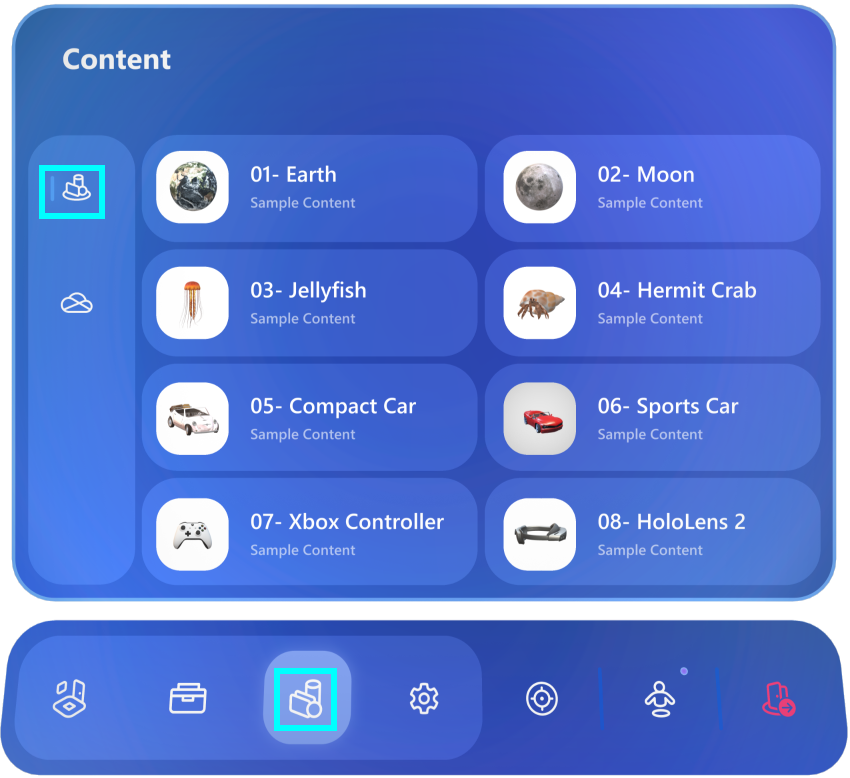 Content
01- Earth
Sample Content
02- Moon
Sample Content
03- Jellyfish
Sample Content
04- Hermit Crab
Sample Content
05- Compact Car
Sample Content
06- Sports Car
Sample Content
07- Xbox Controller
Sample Content
08- HoloLens 2
Sample Content